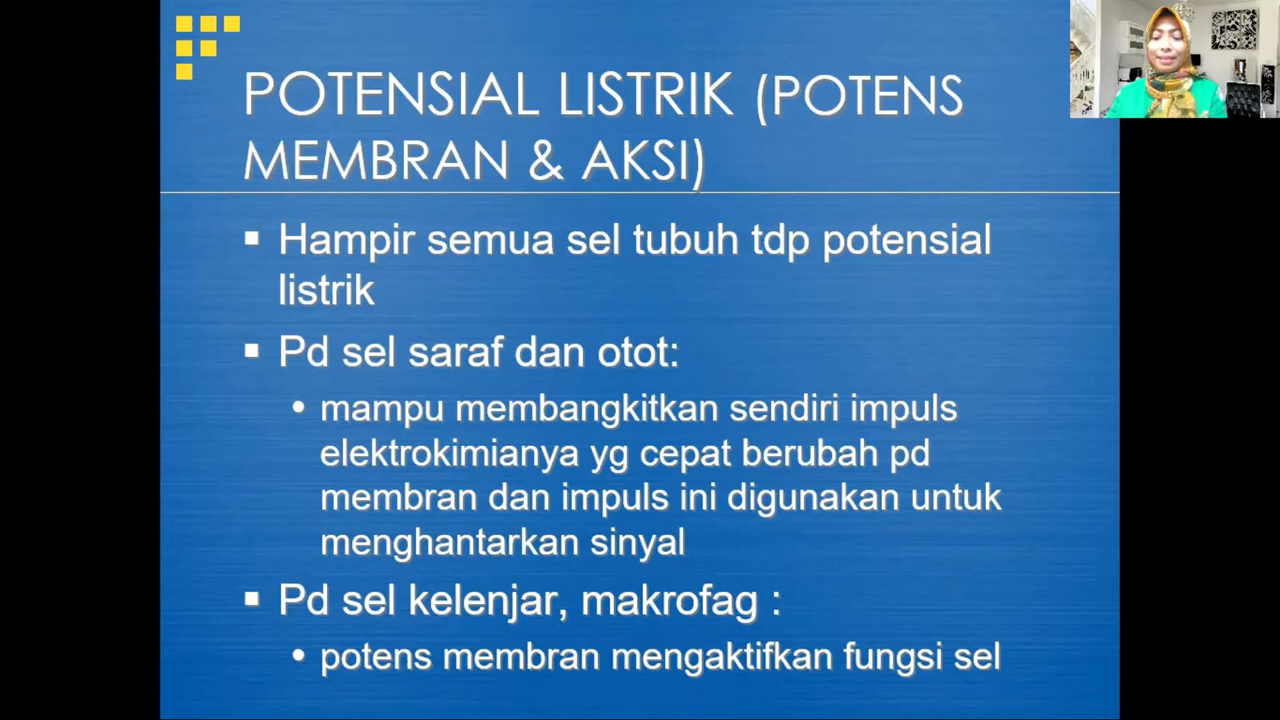 POTENSIAL LISTRIK (POTENS
MEMBRAN & AKSI)
Hampir semua sel tubuh tdp potensial
listrik
Pd sel saraf dan otot:
mampu membangkitkan sendiri impuls
elektrokimianya yg cepat berubah pd
membran dan impuls ini digunakan untuk
menghantarkan sinyal
Pd sel kelenjar, makrofag :
potens membran mengaktifkan fungsi sel